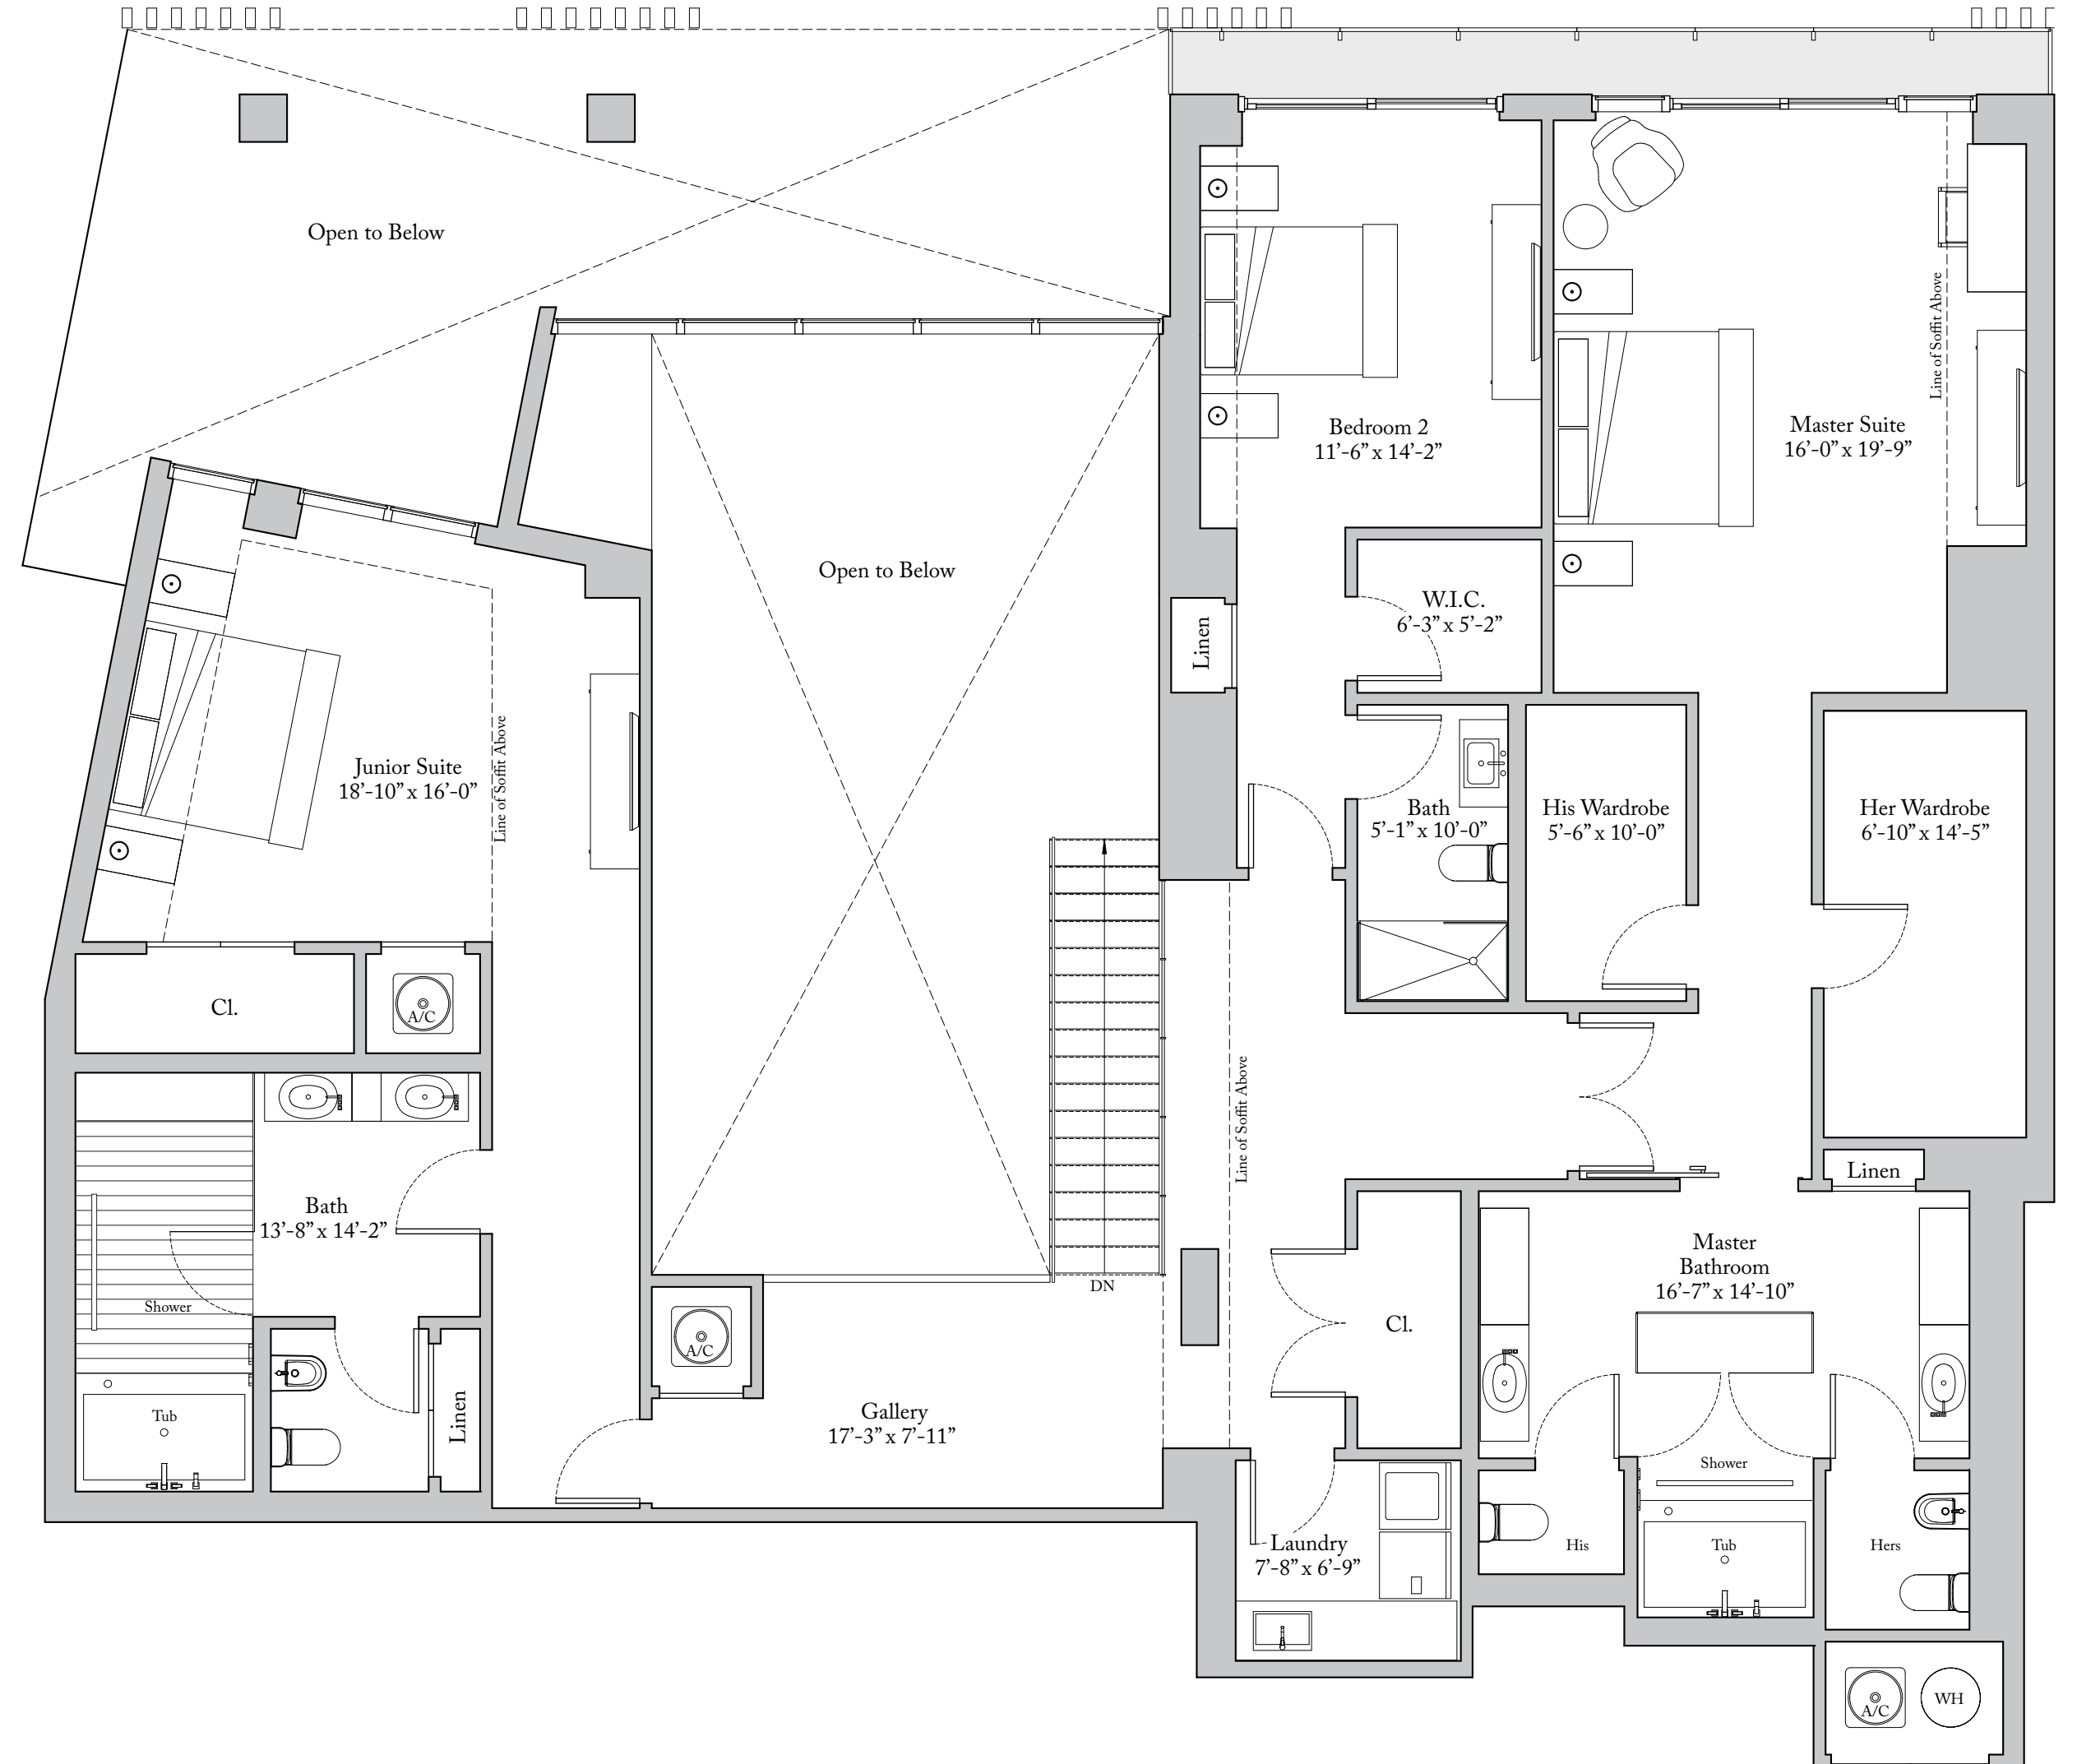 Open to Below
Line of Soffit Above
Bedroom 2
11’-6” x 14’-2”
Master Suite
16’-0” x 19’-9”
Open to Below
W.I.C.
6’-3” x 5’-2”
Linen
Junior Suite
18’-10” x 16’-0”
Line of Soffit Above
Bath
5’-1” x 10’-0”
His Wardrobe
5’-6” x 10’-0”
Her Wardrobe
6’-10” x 14’-5”
Cl.
A/C
Line of Soffit Above
Linen
Bath
13’-8” x 14’-2”
Shower
DN
Master
Bathroom
16’-7” x 14’-10”
A/C
Cl.
Tub
Linen
Gallery
17’-3” x 7’-11”
Shower
Laundry
7’-8” x 6’-9”
His
Tub
Hers
A/C
WH